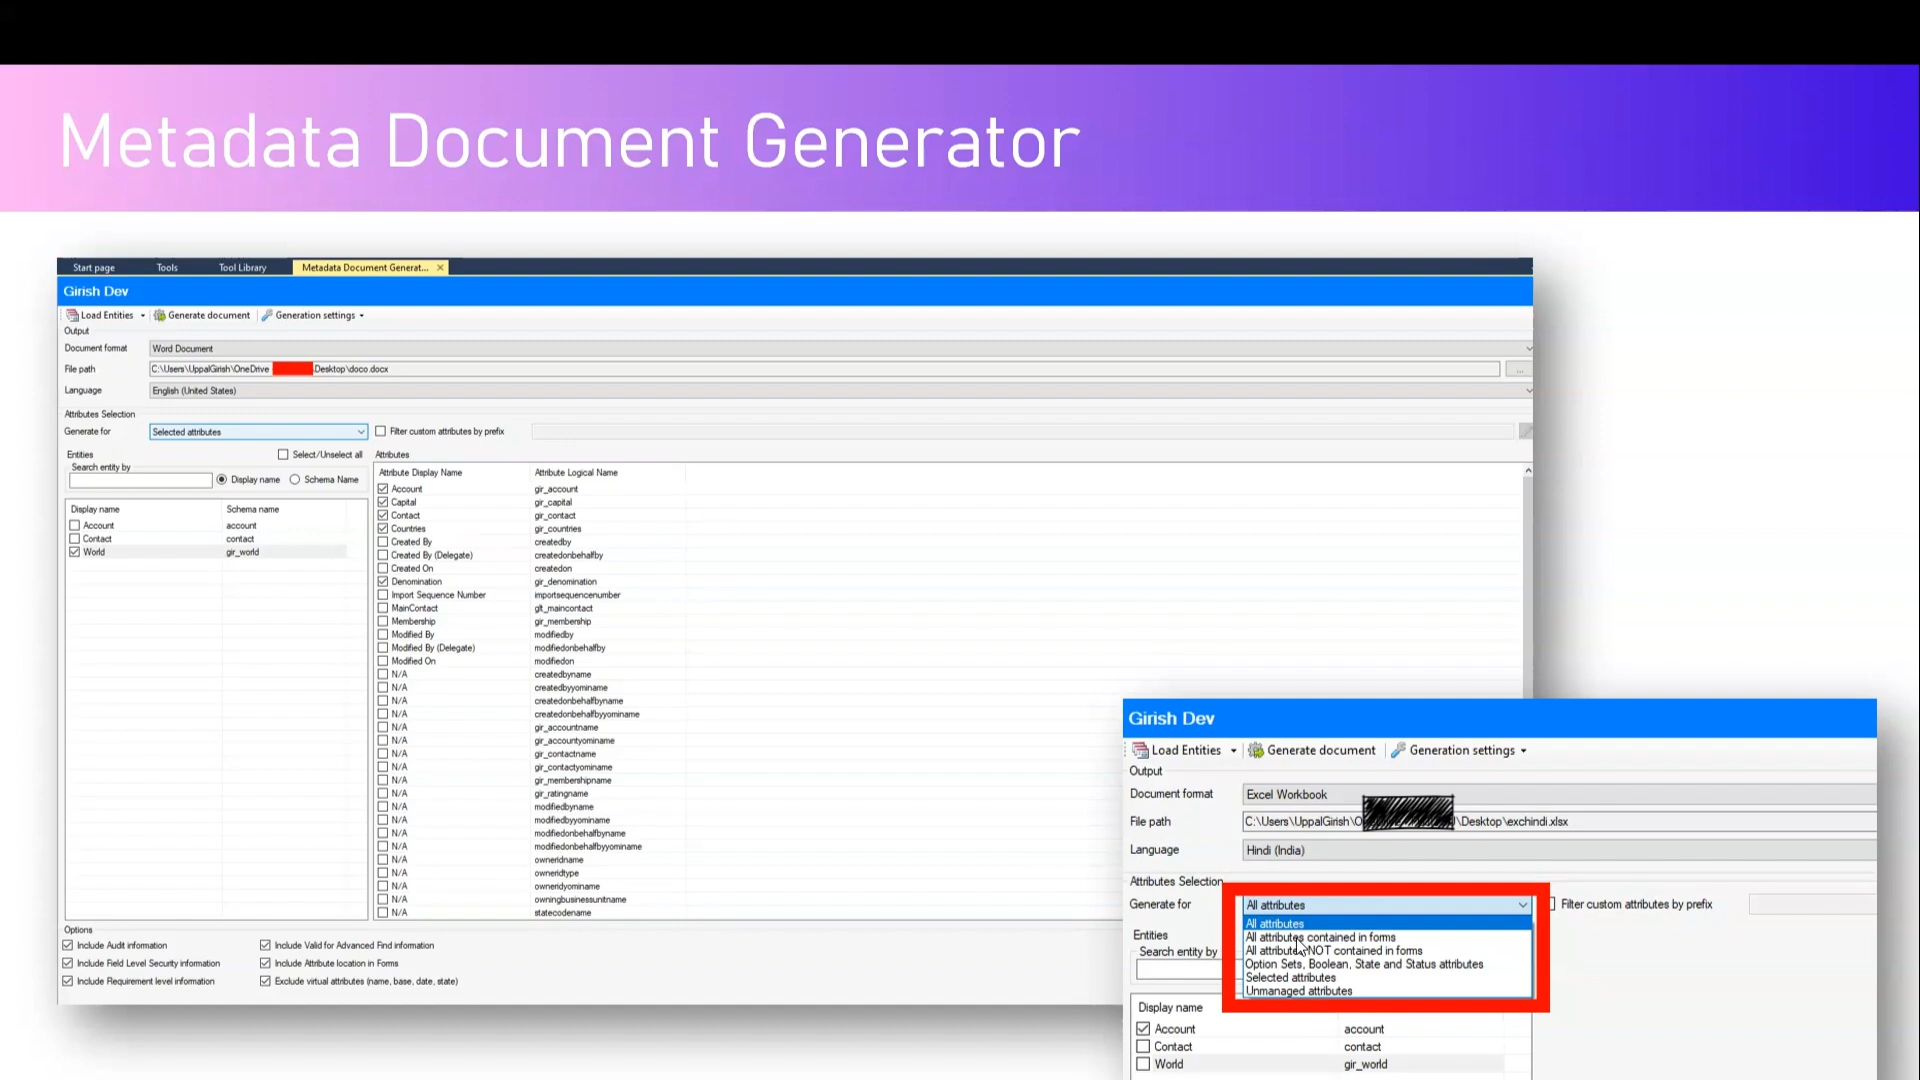 Metadata Document Generator
Start page Tools Tool Library Metadata Document Generat...
Girish Dev
Load Entities Generate document Generation settings
Output
Document format Word Document
File path C:\Users\UppalGirish\OneDrive Desktop\doco.docx
Language English (United States)
Attributes Selection
Generate for Selected attributes Filter custom attributes by prefix
Entities Select/Unselect all Attributes
Search entity by
Display name Schema Name
Attribute Display Name Attribute Logical Name
Display name Schema name
Account account
Contact contact
World gir_world
Account gir_account
Capital gir_capital
Contact gir_contact
Countries gir_countries
Created By createdby
Created By (Delegate) createdonbehalfby
Created On createdon
Denomination gir_denomination
Import Sequence Number importsequencenumber
MainContact glt_maincontact
Membership gir_membership
Modified By modifiedby
Modified By (Delegate) modifiedonbehalfby
Modified On modifiedon
N/A createdbyname
N/A createdbyyominame
N/A createdonbehalfbyname
N/A createdonbehalfbyyominame
N/A gir_accountname
N/A gir_accountyominame
N/A gir_contactname
N/A gir_contactyominame
N/A gir_membershipname
N/A gir_ratingname
N/A modifiedbyname
N/A modifiedbyyominame
N/A modifiedonbehalfbyname
N/A modifiedonbehalfbyyominame
N/A owneridname
N/A owneridtype
N/A owneridyominame
N/A owningbusinessunitname
N/A statecodename
Options
Include Audit information Include Valid for Advanced Find information
Include Field Level Security information Include Attribute location in Forms
Include Requirement level information Exclude virtual attributes (name, base, date, state)
Girish Dev
Load Entities Generate document Generation settings
Output
Document format Excel Workbook
File path C:\Users\UppalGirish\O \Desktop\exchindi.xlsx
Language Hindi (India)
Attributes Selection
Generate for All attributes Filter custom attributes by prefix
All attributes
All attributes contained in forms
All attributes NOT contained in forms
Option Sets, Boolean, State and Status attributes
Selected attributes
Unmanaged attributes
Entities
Search entity by
Display name
Account account
Contact contact
World gir_world